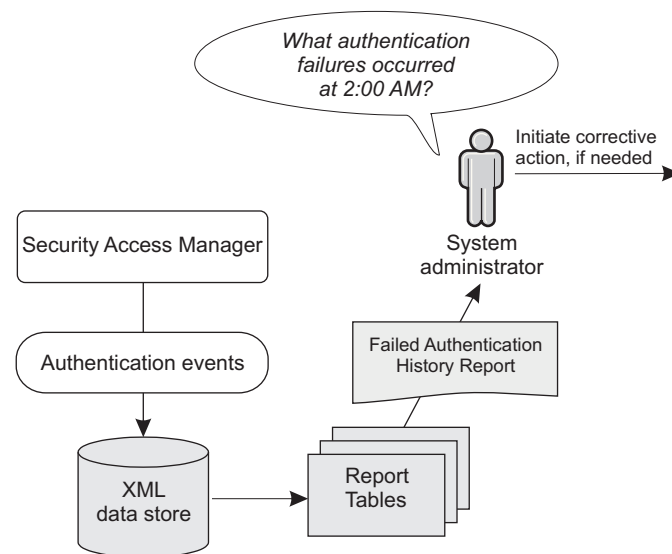 What authentication
failures occurred
at 2:00 AM?
Initiate corrective
action, if needed
System
administrator
Security Access Manager
Authentication events
XML
data store
Report
Tables
Failed Authentication
History Report